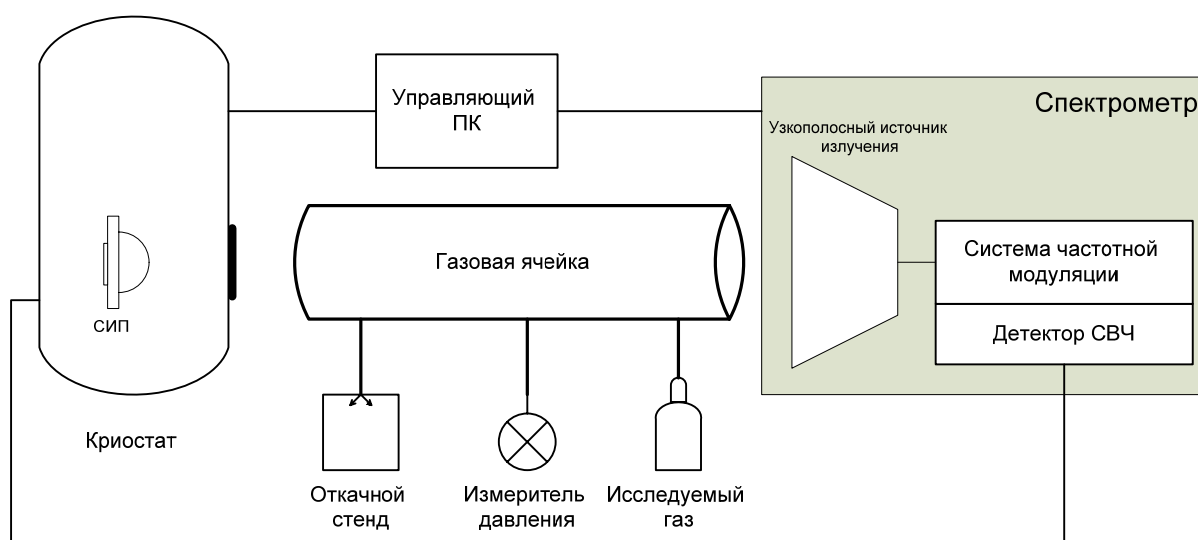 Управляющий
ПК
Спектрометр
Узкополосный источник
излучения
Газовая ячейка
Система частотной
модуляции
СИП
Детектор СВЧ
Криостат
Откачной
стенд
Измеритель
давления
Исследуемый
газ